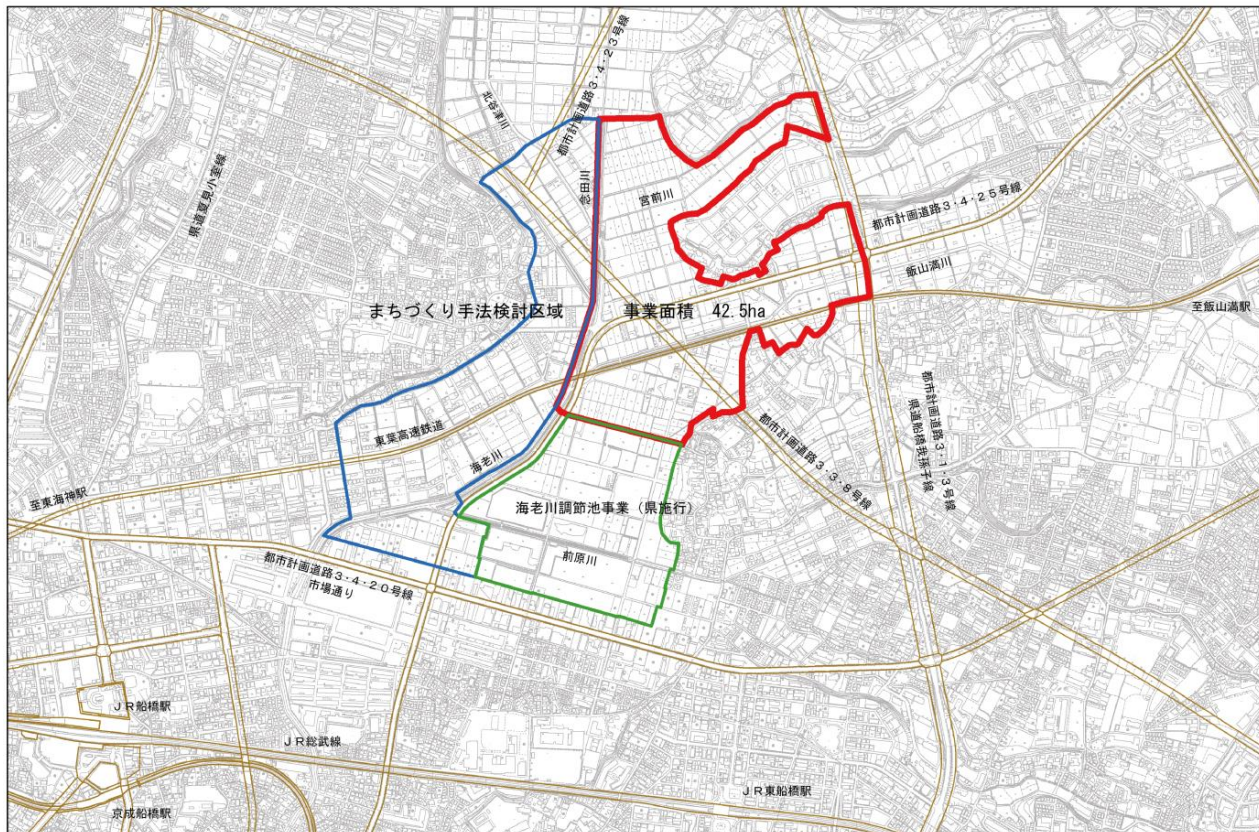 都市計画道路3・4・23号線
北谷津川
念田川
県道夏見小室線
宮前川
都市計画道路3・4・25号線
飯山満川
まちづくり手法検討区域
事業面積 42.5ha
至飯山満駅
都市計画道路3・1・3号線
県道船橋我孫子線
東葉高速鉄道
都市計画道路3・3・8号線
海老川
至東海神駅
海老川調節池事業（県施行）
前原川
都市計画道路3・4・20号線
市場通り
JR船橋駅
JR総武線
JR東船橋駅
京成船橋駅